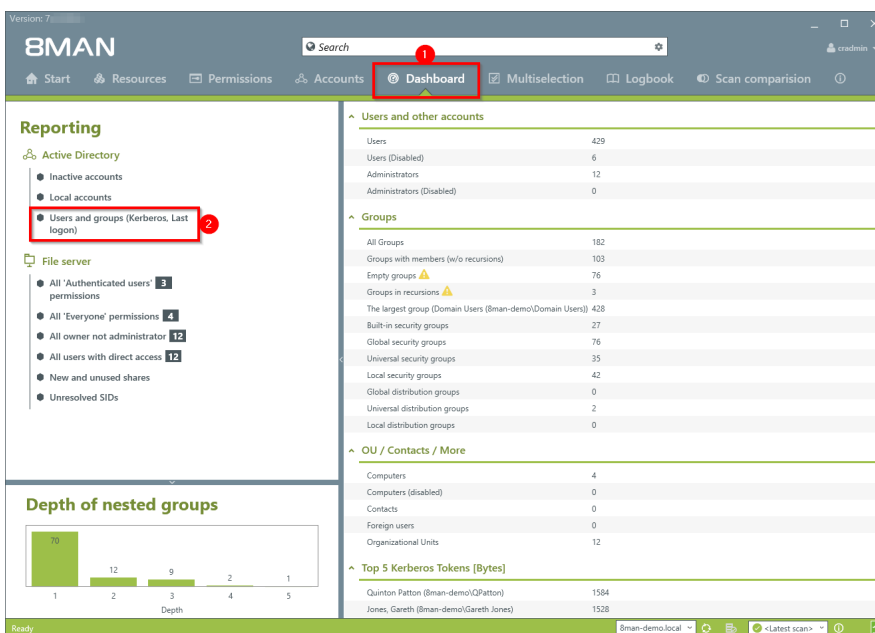 Version: 7
8MAN
Search
cradmin
1
Start
Resources
Permissions
Accounts
Dashboard
Multiselection
Logbook
Scan comparision
Reporting
Active Directory
Inactive accounts
Local accounts
Users and groups (Kerberos, Last
logon)
2
File server
All 'Authenticated users' 3
permissions
All 'Everyone' permissions 4
All owner not administrator 12
All users with direct access 12
New and unused shares
Unresolved SIDs
Depth of nested groups
70
12
9
2
1
1 2 3 4 5
Depth
Users and other accounts
Users 429
Users (Disabled) 6
Administrators 12
Administrators (Disabled) 0
Groups
All Groups 182
Groups with members (w/o recursions) 103
Empty groups 76
Groups in recursions 3
The largest group (Domain Users (8man-demo\Domain Users)) 428
Built-in security groups 27
Global security groups 76
Universal security groups 35
Local security groups 42
Global distribution groups 0
Universal distribution groups 2
Local distribution groups 0
OU / Contacts / More
Computers 4
Computers (disabled) 0
Contacts 0
Foreign users 0
Organizational Units 12
Top 5 Kerberos Tokens [Bytes]
Quinton Patton (8man-demo\QPatton) 1584
Jones, Gareth (8man-demo\Gareth Jones) 1528
Ready
8man-demo.local
<Latest scan>